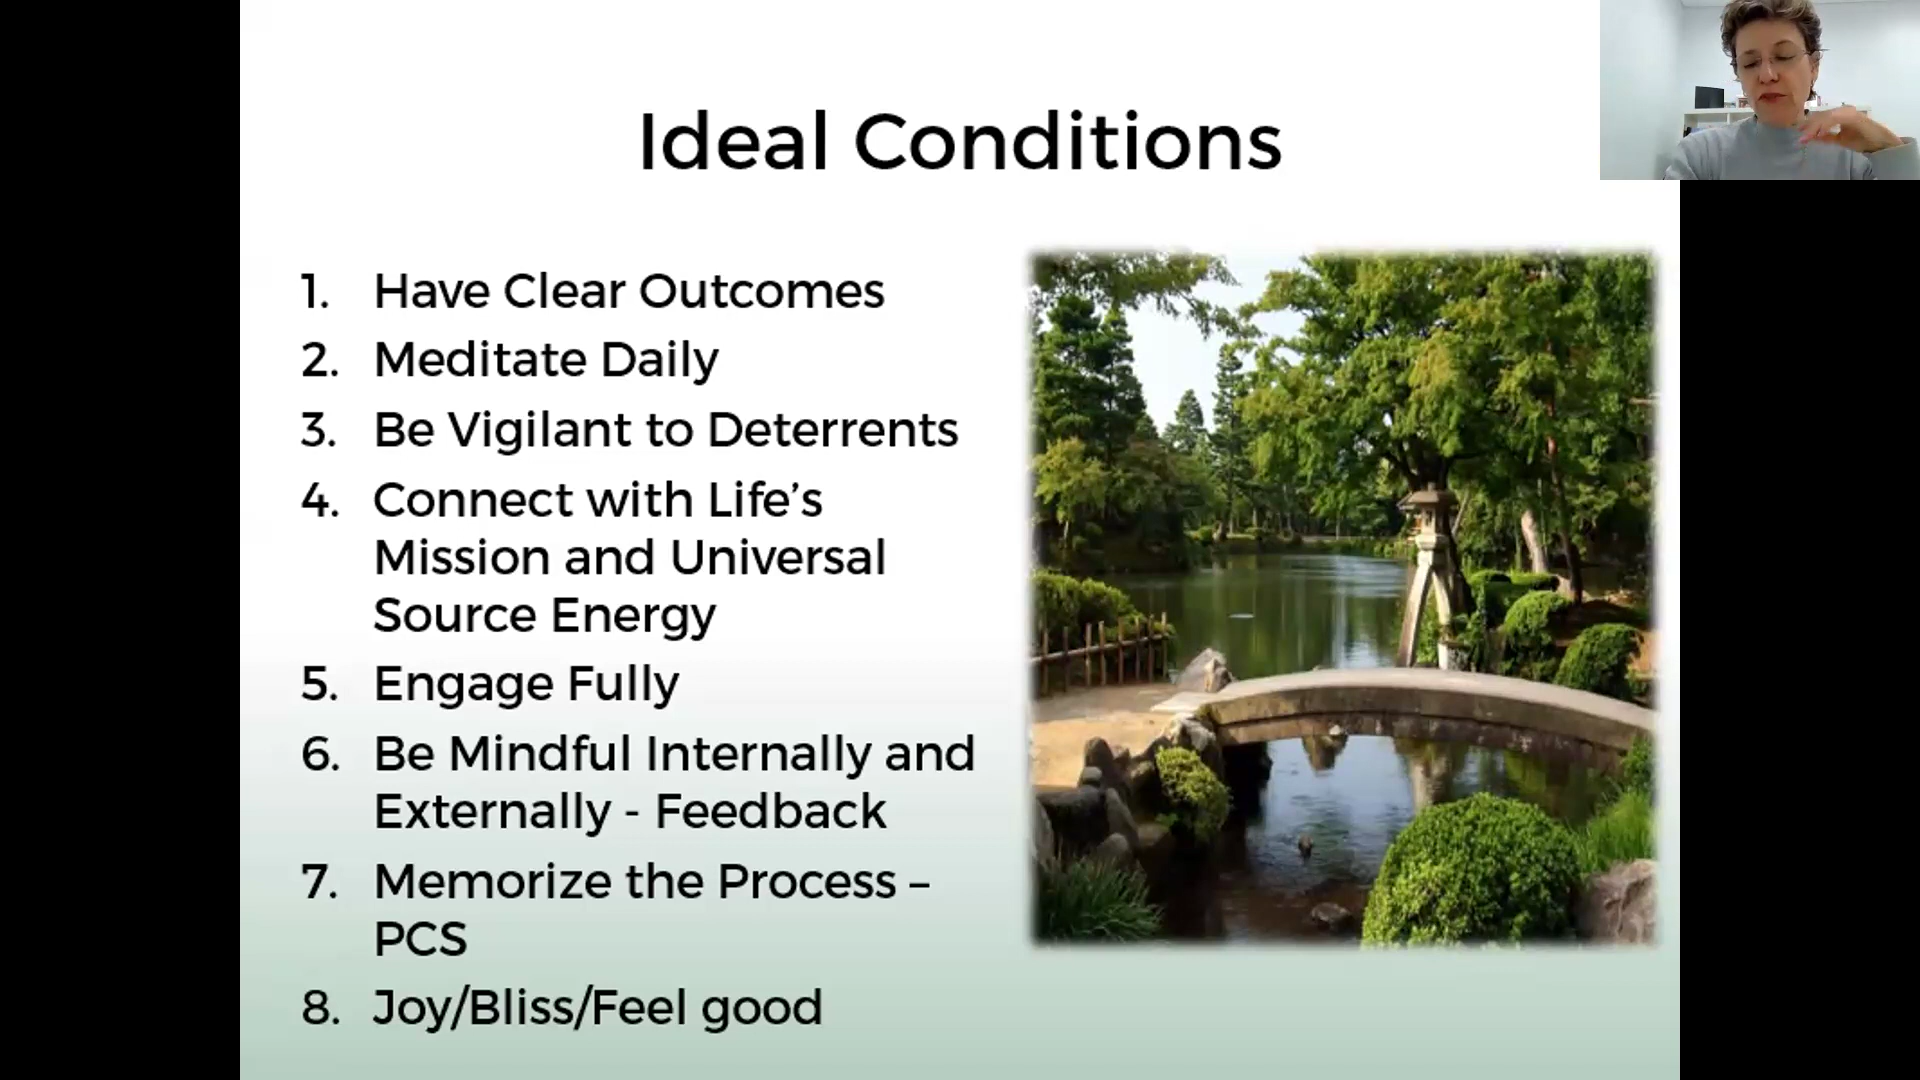 Ideal Conditions
1. Have Clear Outcomes
2. Meditate Daily
3. Be Vigilant to Deterrents
4. Connect with Life’s
Mission and Universal
Source Energy
5. Engage Fully
6. Be Mindful Internally and
Externally - Feedback
7. Memorize the Process –
PCS
8. Joy/Bliss/Feel good